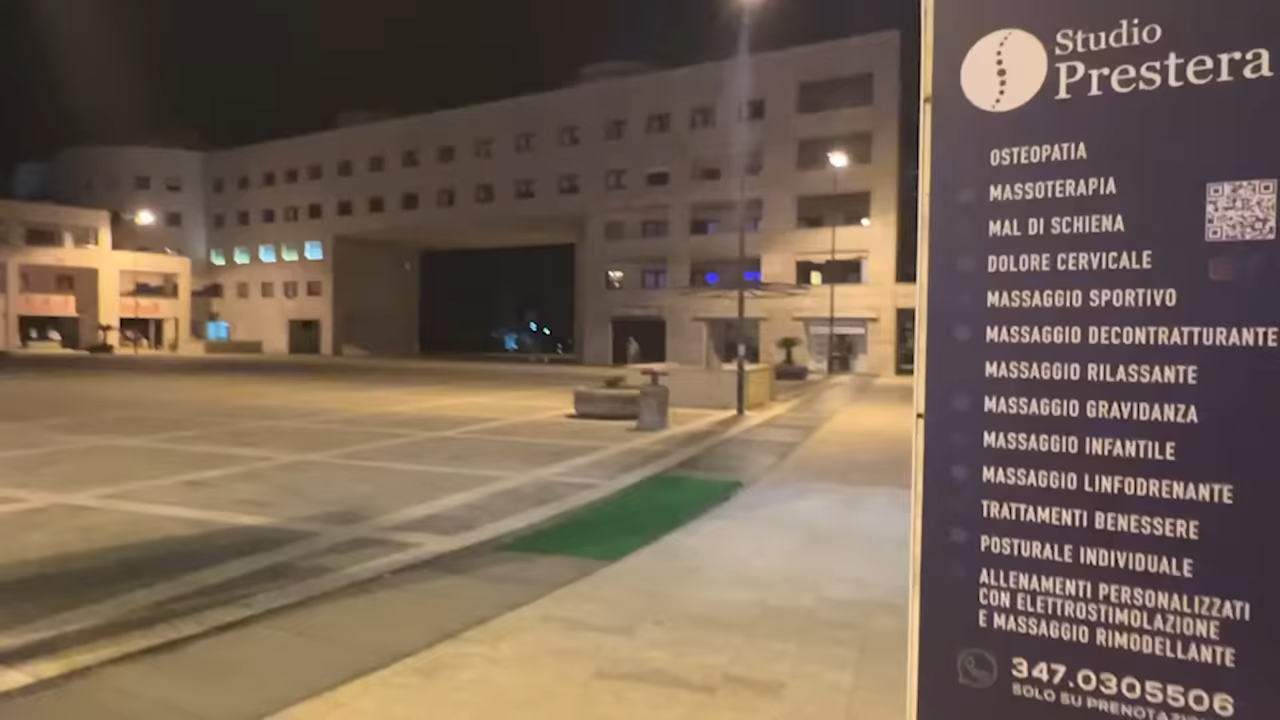 Studio
Prestera
OSTEOPATIA
MASSOTERAPIA
MAL DI SCHIENA
DOLORE CERVICALE
MASSAGGIO SPORTIVO
MASSAGGIO DECONTRATTURANTE
MASSAGGIO RILASSANTE
MASSAGGIO GRAVIDANZA
MASSAGGIO INFANTILE
MASSAGGIO LINFODRENANTE
TRATTAMENTI BENESSERE
POSTURALE INDIVIDUALE
ALLENAMENTI PERSONALIZZATI
CON ELETTROSTIMOLAZIONE
E MASSAGGIO RIMODELLANTE
347.0305506
SOLO SU